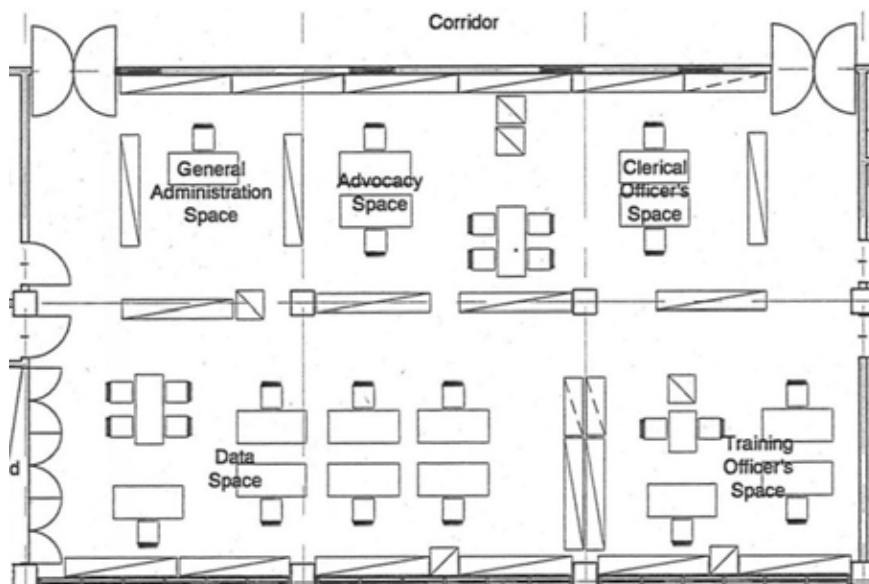 Corridor
General
Administration
Space
Advocacy
Space
Clerical
Officer's
Space
Data
Space
Training
Officer's
Space
d